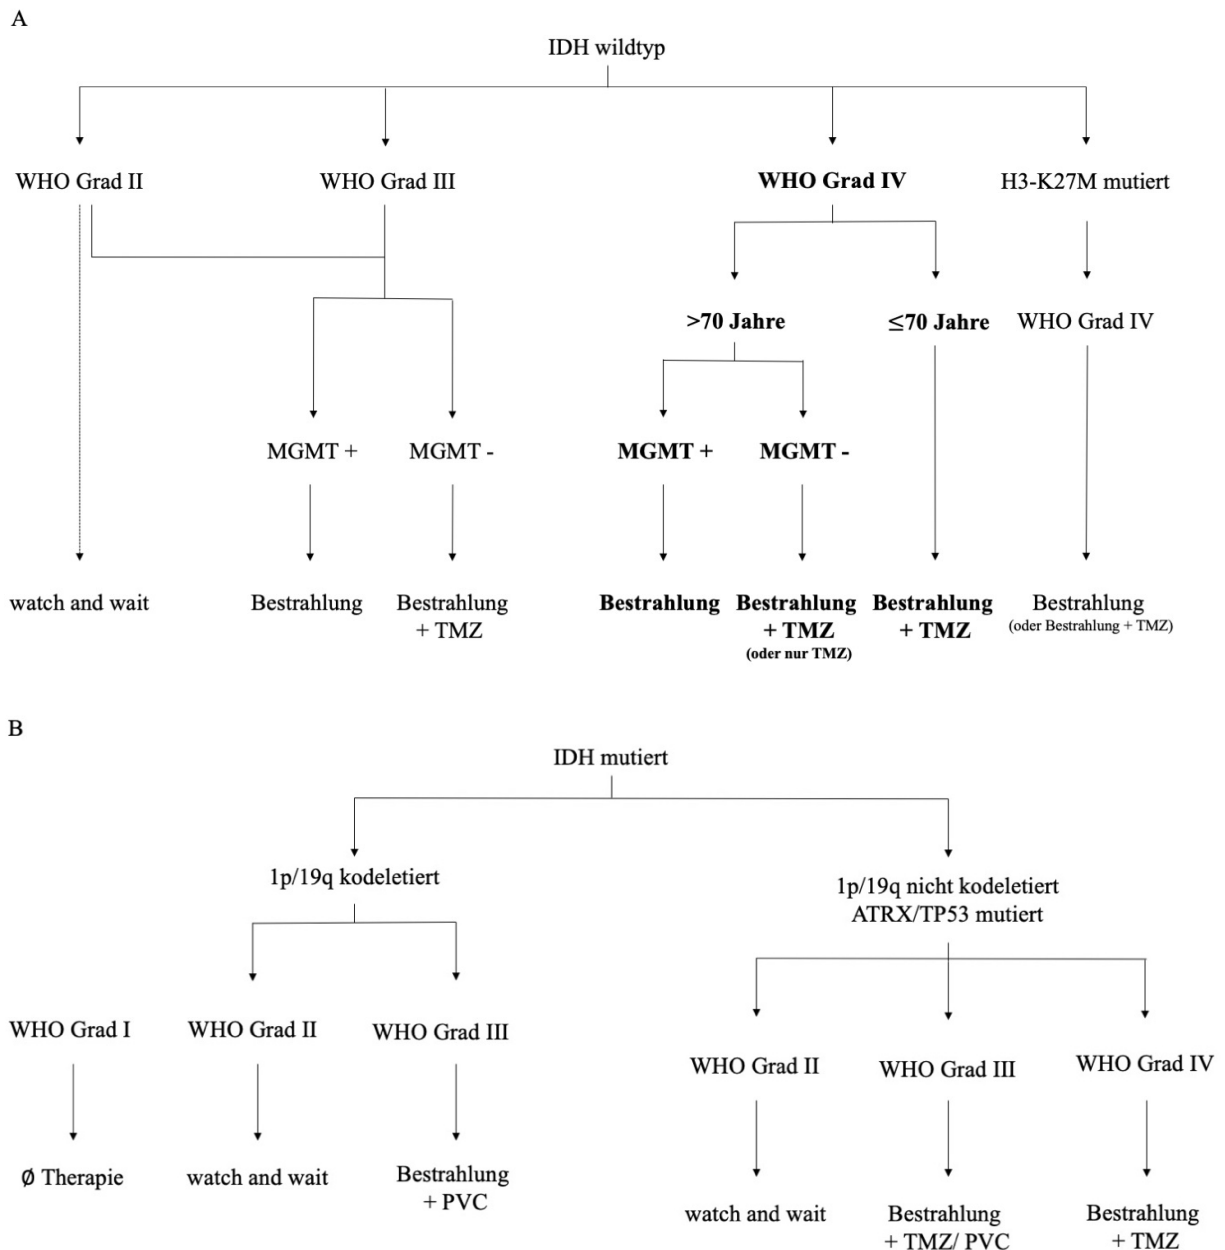 A
IDH wildtyp
WHO Grad II
WHO Grad III
WHO Grad IV
H3-K27M mutiert
>70 Jahre
≤70 Jahre
WHO Grad IV
MGMT +
MGMT -
MGMT +
MGMT -
watch and wait
Bestrahlung
Bestrahlung
+ TMZ
Bestrahlung
Bestrahlung
+ TMZ
(oder nur TMZ)
Bestrahlung
+ TMZ
Bestrahlung
(oder Bestrahlung + TMZ)
B
IDH mutiert
1p/19q kodeletiert
1p/19q nicht kodeletiert
ATRX/TP53 mutiert
WHO Grad I
WHO Grad II
WHO Grad III
WHO Grad II
WHO Grad III
WHO Grad IV
Ø Therapie
watch and wait
Bestrahlung
+ PVC
watch and wait
Bestrahlung
+ TMZ/ PVC
Bestrahlung
+ TMZ